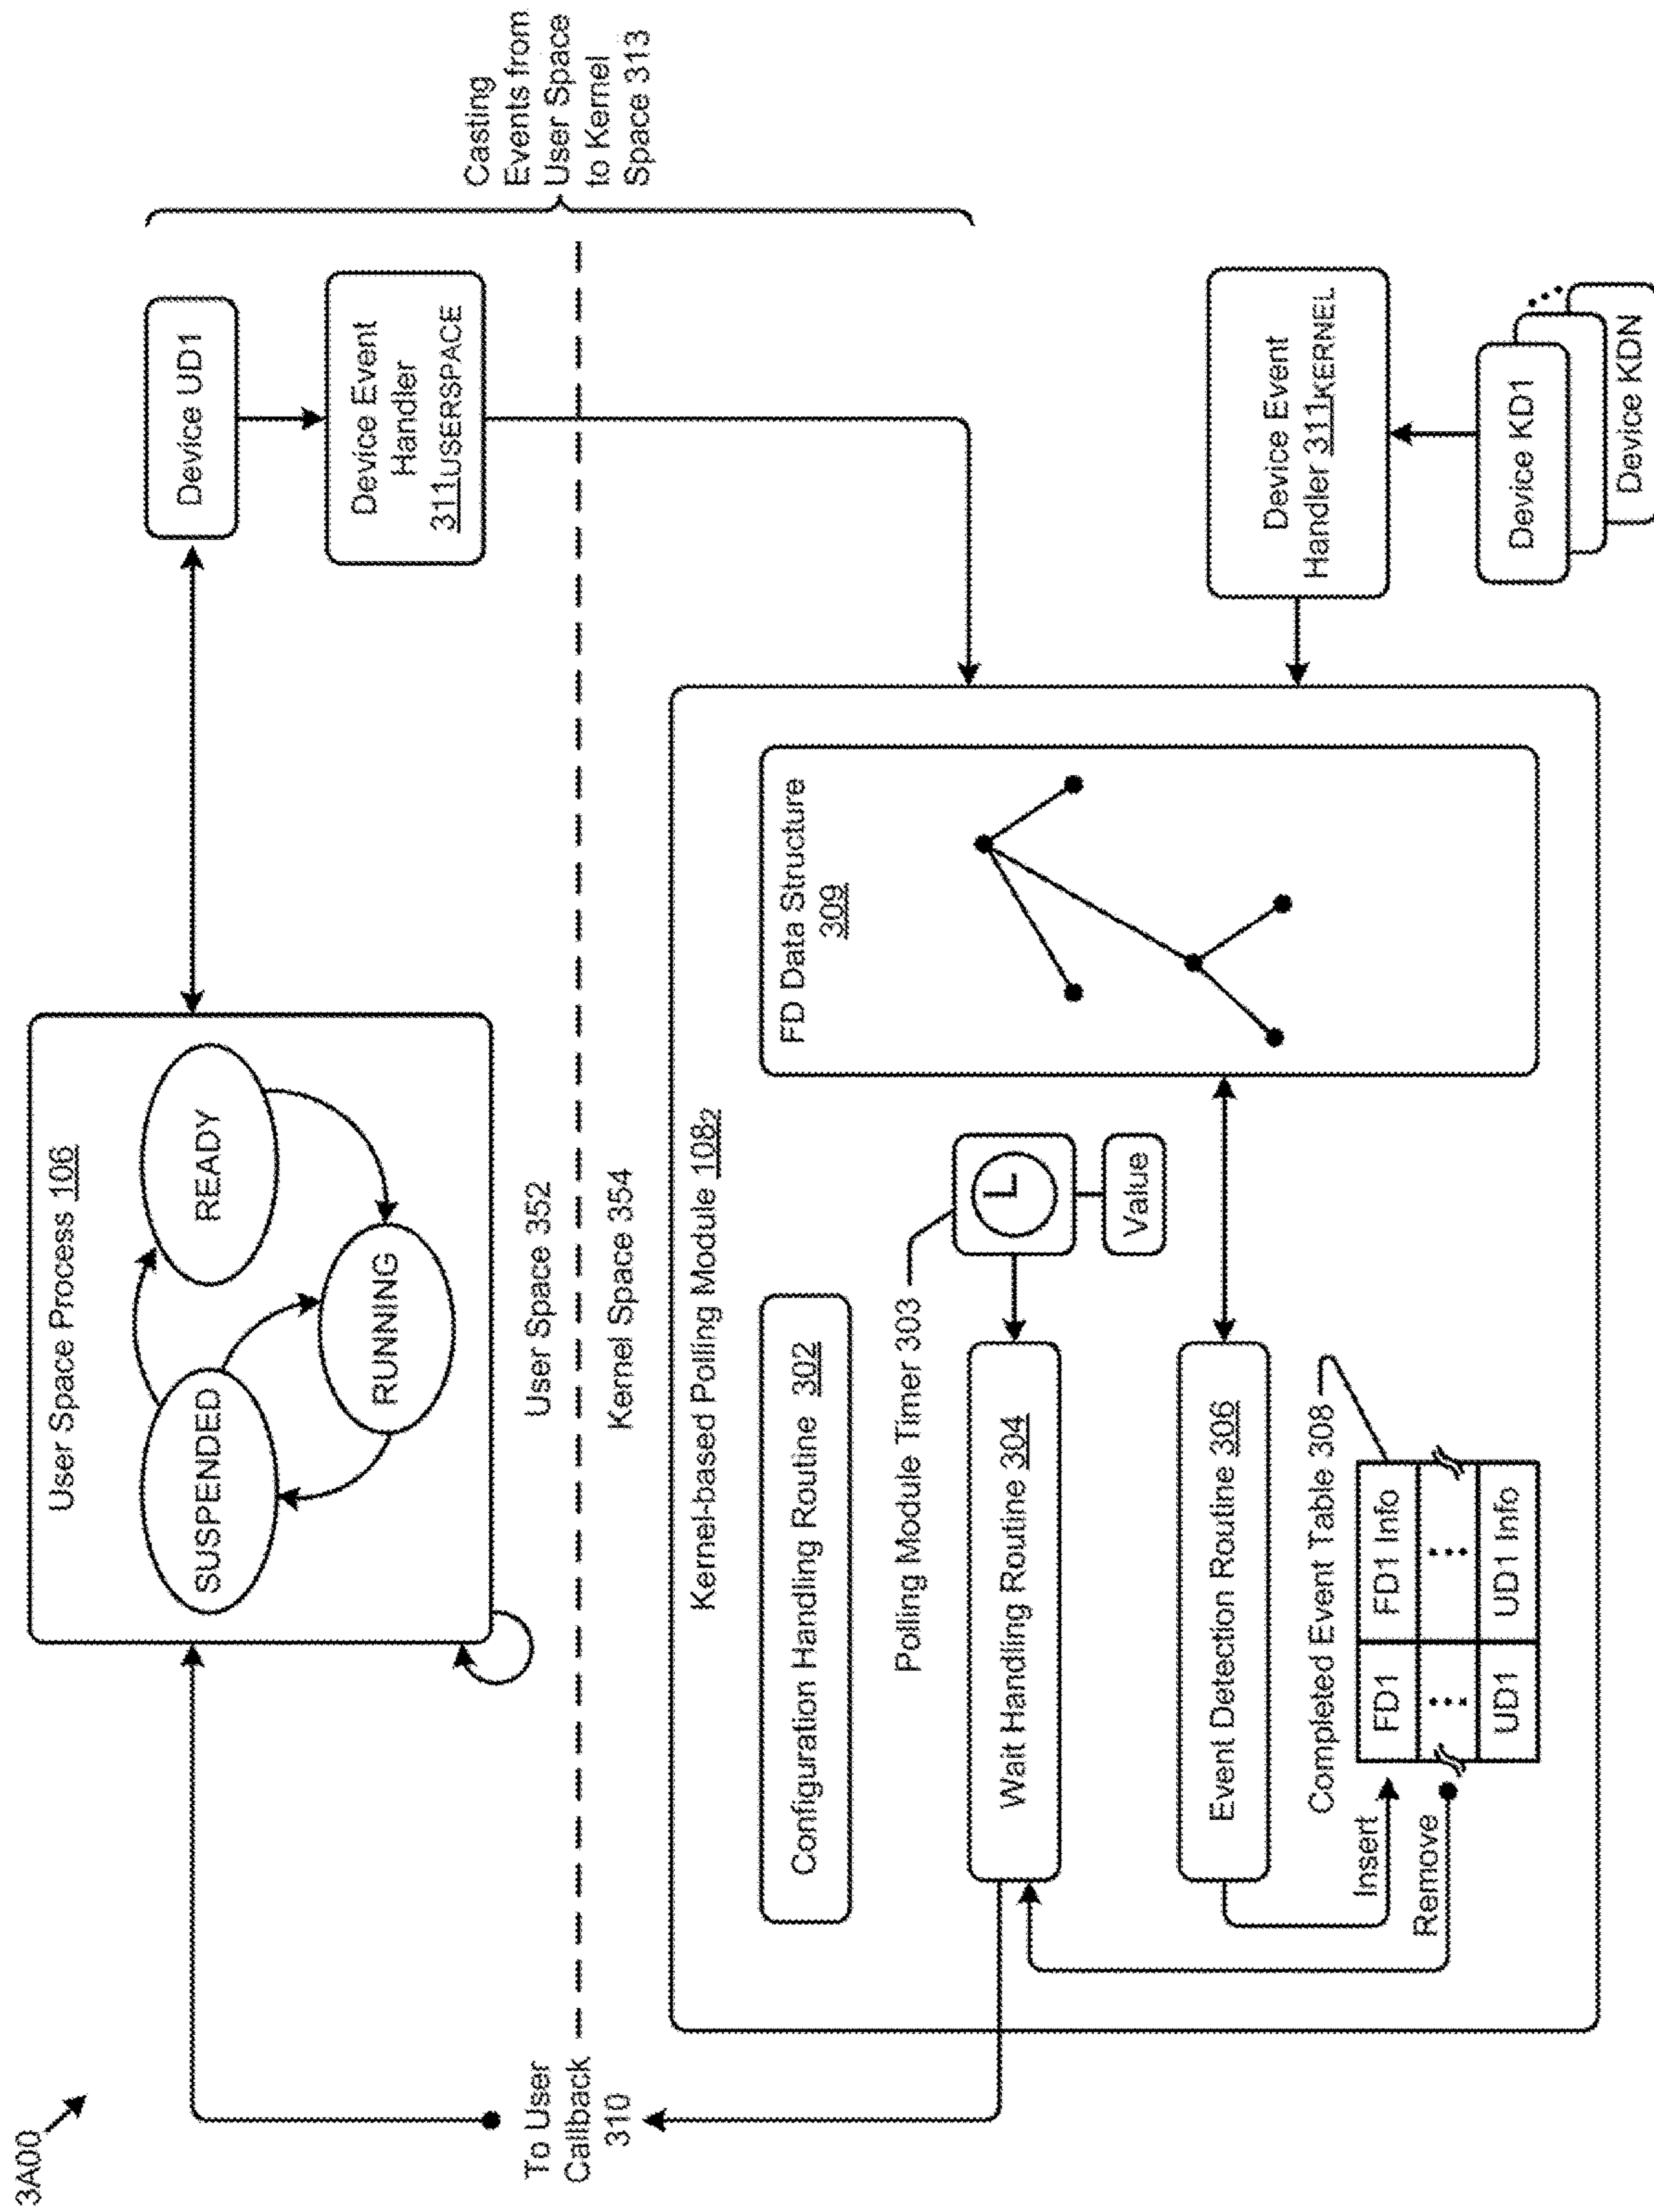 3A00
User Space Process 106
SUSPENDED
READY
RUNNING
Device UD1
Device Event
Handler
311USERSPACE
Casting
Events from
User Space
to Kernel
Space 313
User Space 352
Kernel Space 354
To User
Callback
310
Kernel-based Polling Module 1082
Configuration Handling Routine 302
Polling Module Timer 303
Value
Wait Handling Routine 304
Event Detection Routine 306
Completed Event Table 308
Insert
Remove
FD1
FD1 Info
UD1
UD1 Info
FD Data Structure
309
Device Event
Handler 311KERNEL
Device KD1
Device KDN